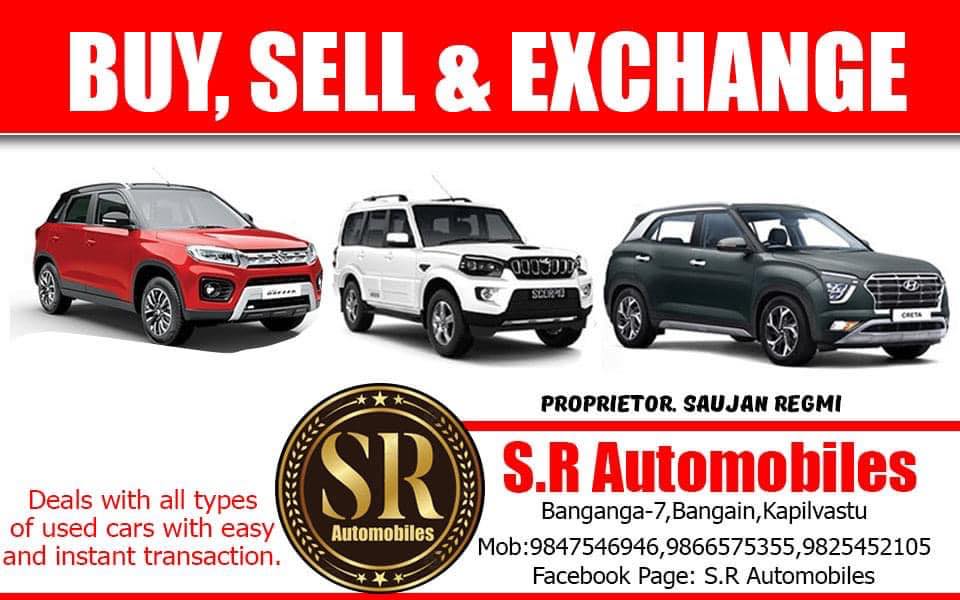 BUY, SELL & EXCHANGE
SCORPIO
CRETA
PROPRIETOR. SAUJAN REGMI
S.R Automobiles
Banganga-7,Bangain,Kapilvastu
Mob:9847546946,9866575355,9825452105
Facebook Page: S.R Automobiles
SR
Automobiles
Deals with all types
of used cars with easy
and instant transaction.